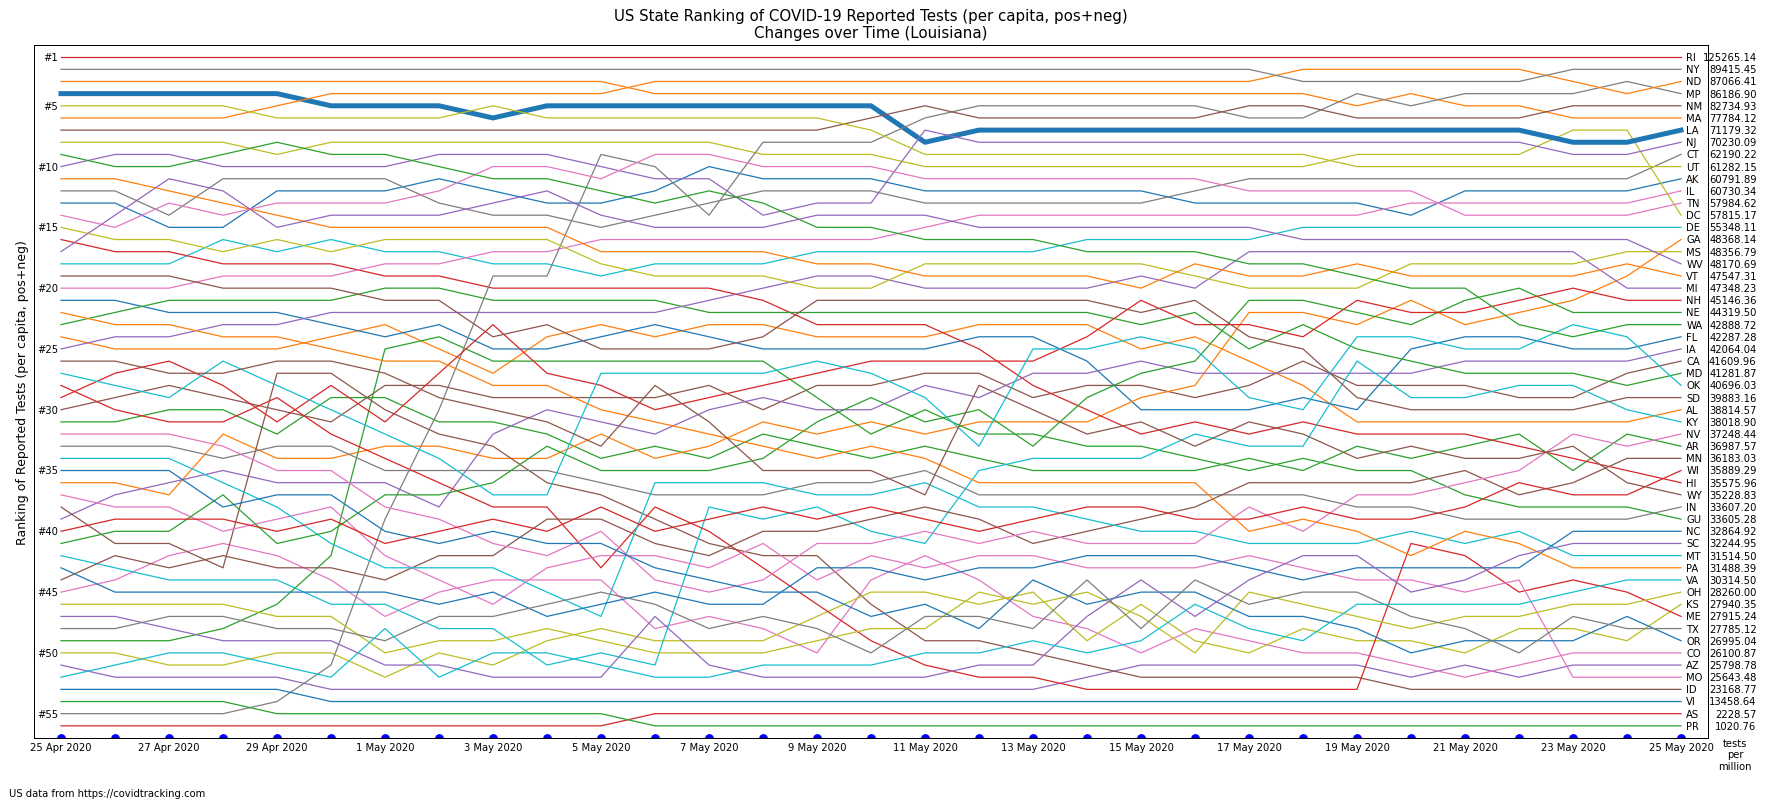 US State Ranking of COVID-19 Reported Tests (per capita, pos+neg)
Changes over Time (Louisiana)
Ranking of Reported Tests (per capita, pos+neg)
#1
#5
#10
#15
#20
#25
#30
#35
#40
#45
#50
#55
RI 125265.14
NY 89415.45
ND 87066.41
MP 86186.90
NM 82734.93
MA 77784.12
LA 71179.32
NJ 70230.09
CT 62190.22
UT 61282.15
AK 60791.89
IL 60730.34
TN 57984.62
DC 57815.17
DE 55348.11
GA 48368.14
MS 48356.79
WV 48170.69
VT 47547.31
MI 47348.23
NH 45146.36
NE 44319.50
WA 42888.72
FL 42287.28
IA 42064.04
CA 41609.96
MD 41281.87
OK 40696.03
SD 39883.16
AL 38814.57
KY 38018.90
NV 37248.44
AR 36987.57
MN 36183.03
WI 35889.29
HI 35575.96
WY 35228.83
IN 33607.20
GU 33605.28
NC 32864.92
SC 32244.95
MT 31514.50
PA 31488.39
VA 30314.50
OH 28260.00
KS 27940.35
ME 27915.24
TX 27785.12
OR 26995.04
CO 26100.87
AZ 25798.78
MO 25643.48
ID 23168.77
VI 13458.64
AS 2228.57
PR 1020.76
25 Apr 2020 27 Apr 2020 29 Apr 2020 1 May 2020 3 May 2020 5 May 2020 7 May 2020 9 May 2020 11 May 2020 13 May 2020 15 May 2020 17 May 2020 19 May 2020 21 May 2020 23 May 2020 25 May 2020
tests
per
million
US data from https://covidtracking.com